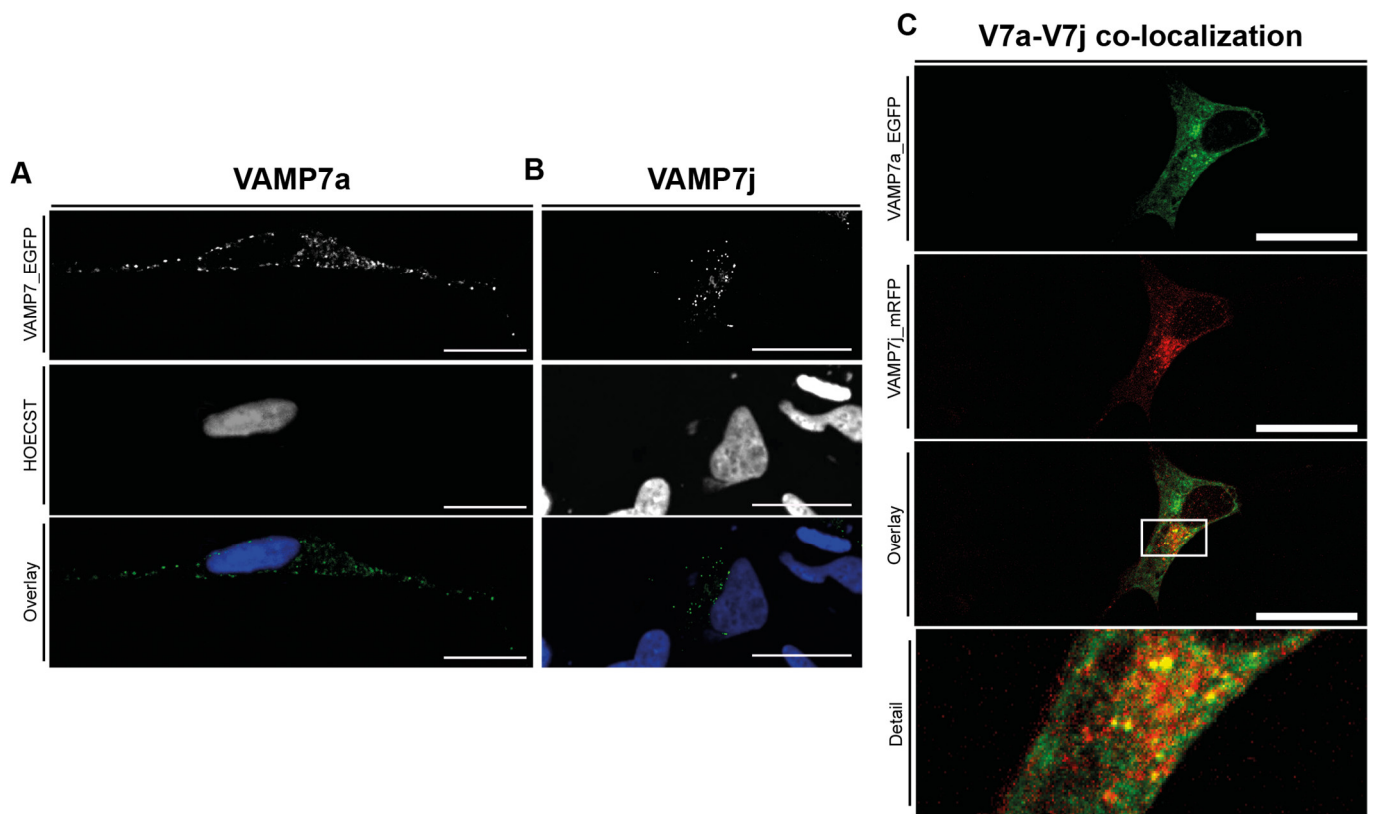 A
VAMP7a
VAMP7_EGFP
HOECST
Overlay
B
VAMP7j
C
V7a-V7j co-localization
VAMP7a_EGFP
VAMP7j_mRFP
Overlay
Detail